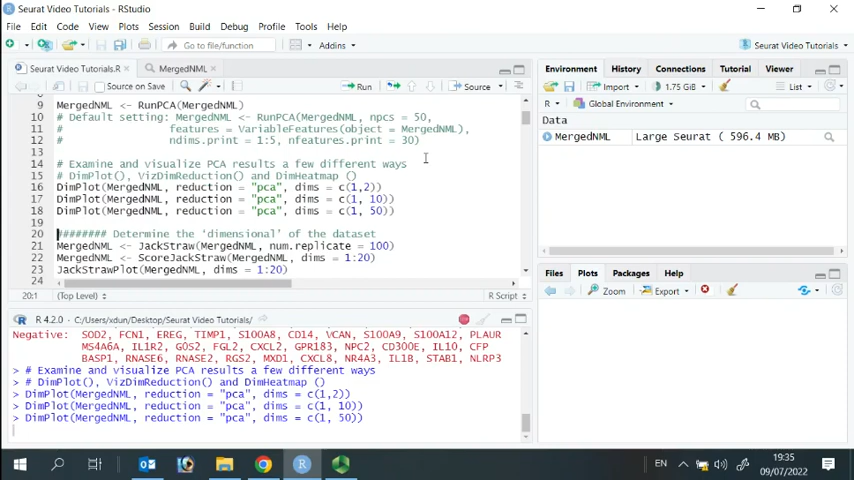 Seurat Video Tutorials - RStudio
File Edit Code View Plots Session Build Debug Profile Tools Help
Go to file/function Addins Seurat Video Tutorials
Seurat Video Tutorials.R MergedNML
Source on Save Run Source
9 MergedNML <- RunPCA(MergedNML)
10 # Default setting: MergedNML <- RunPCA(MergedNML, npcs = 50,
11 # features = VariableFeatures(object = MergedNML),
12 # ndims.print = 1:5, nfeatures.print = 30)
13
14 # Examine and visualize PCA results a few different ways
15 # DimPlot(), VizDimReduction() and DimHeatmap ()
16 DimPlot(MergedNML, reduction = "pca", dims = c(1,2))
17 DimPlot(MergedNML, reduction = "pca", dims = c(1, 10))
18 DimPlot(MergedNML, reduction = "pca", dims = c(1, 50))
19
20 ######## Determine the ‘dimensional’ of the dataset
21 MergedNML <- JackStraw(MergedNML, num.replicate = 100)
22 MergedNML <- ScoreJackStraw(MergedNML, dims = 1:20)
23 JackStrawPlot(MergedNML, dims = 1:20)
24
20:1 (Top Level) R Script
R 4.2.0 · C:/Users/xdun/Desktop/Seurat Video Tutorials/
Negative: SOD2, FCN1, EREG, TIMP1, S100A8, CD14, VCAN, S100A9, S100A12, PLAUR
MS4A6A, IL1R2, G0S2, FGL2, CXCL2, GPR183, NPC2, CD300E, IL10, CFP
BASP1, RNASE6, RNASE2, RGS2, MXD1, CXCL8, NR4A3, IL1B, STAB1, NLRP3
> # Examine and visualize PCA results a few different ways
> # DimPlot(), VizDimReduction() and DimHeatmap ()
> DimPlot(MergedNML, reduction = "pca", dims = c(1,2))
> DimPlot(MergedNML, reduction = "pca", dims = c(1, 10))
> DimPlot(MergedNML, reduction = "pca", dims = c(1, 50))
Environment History Connections Tutorial Viewer
Import 1.75 GiB List
R Global Environment
Data
MergedNML Large Seurat ( 596.4 MB)
Files Plots Packages Help
Zoom Export
EN 19:35
09/07/2022